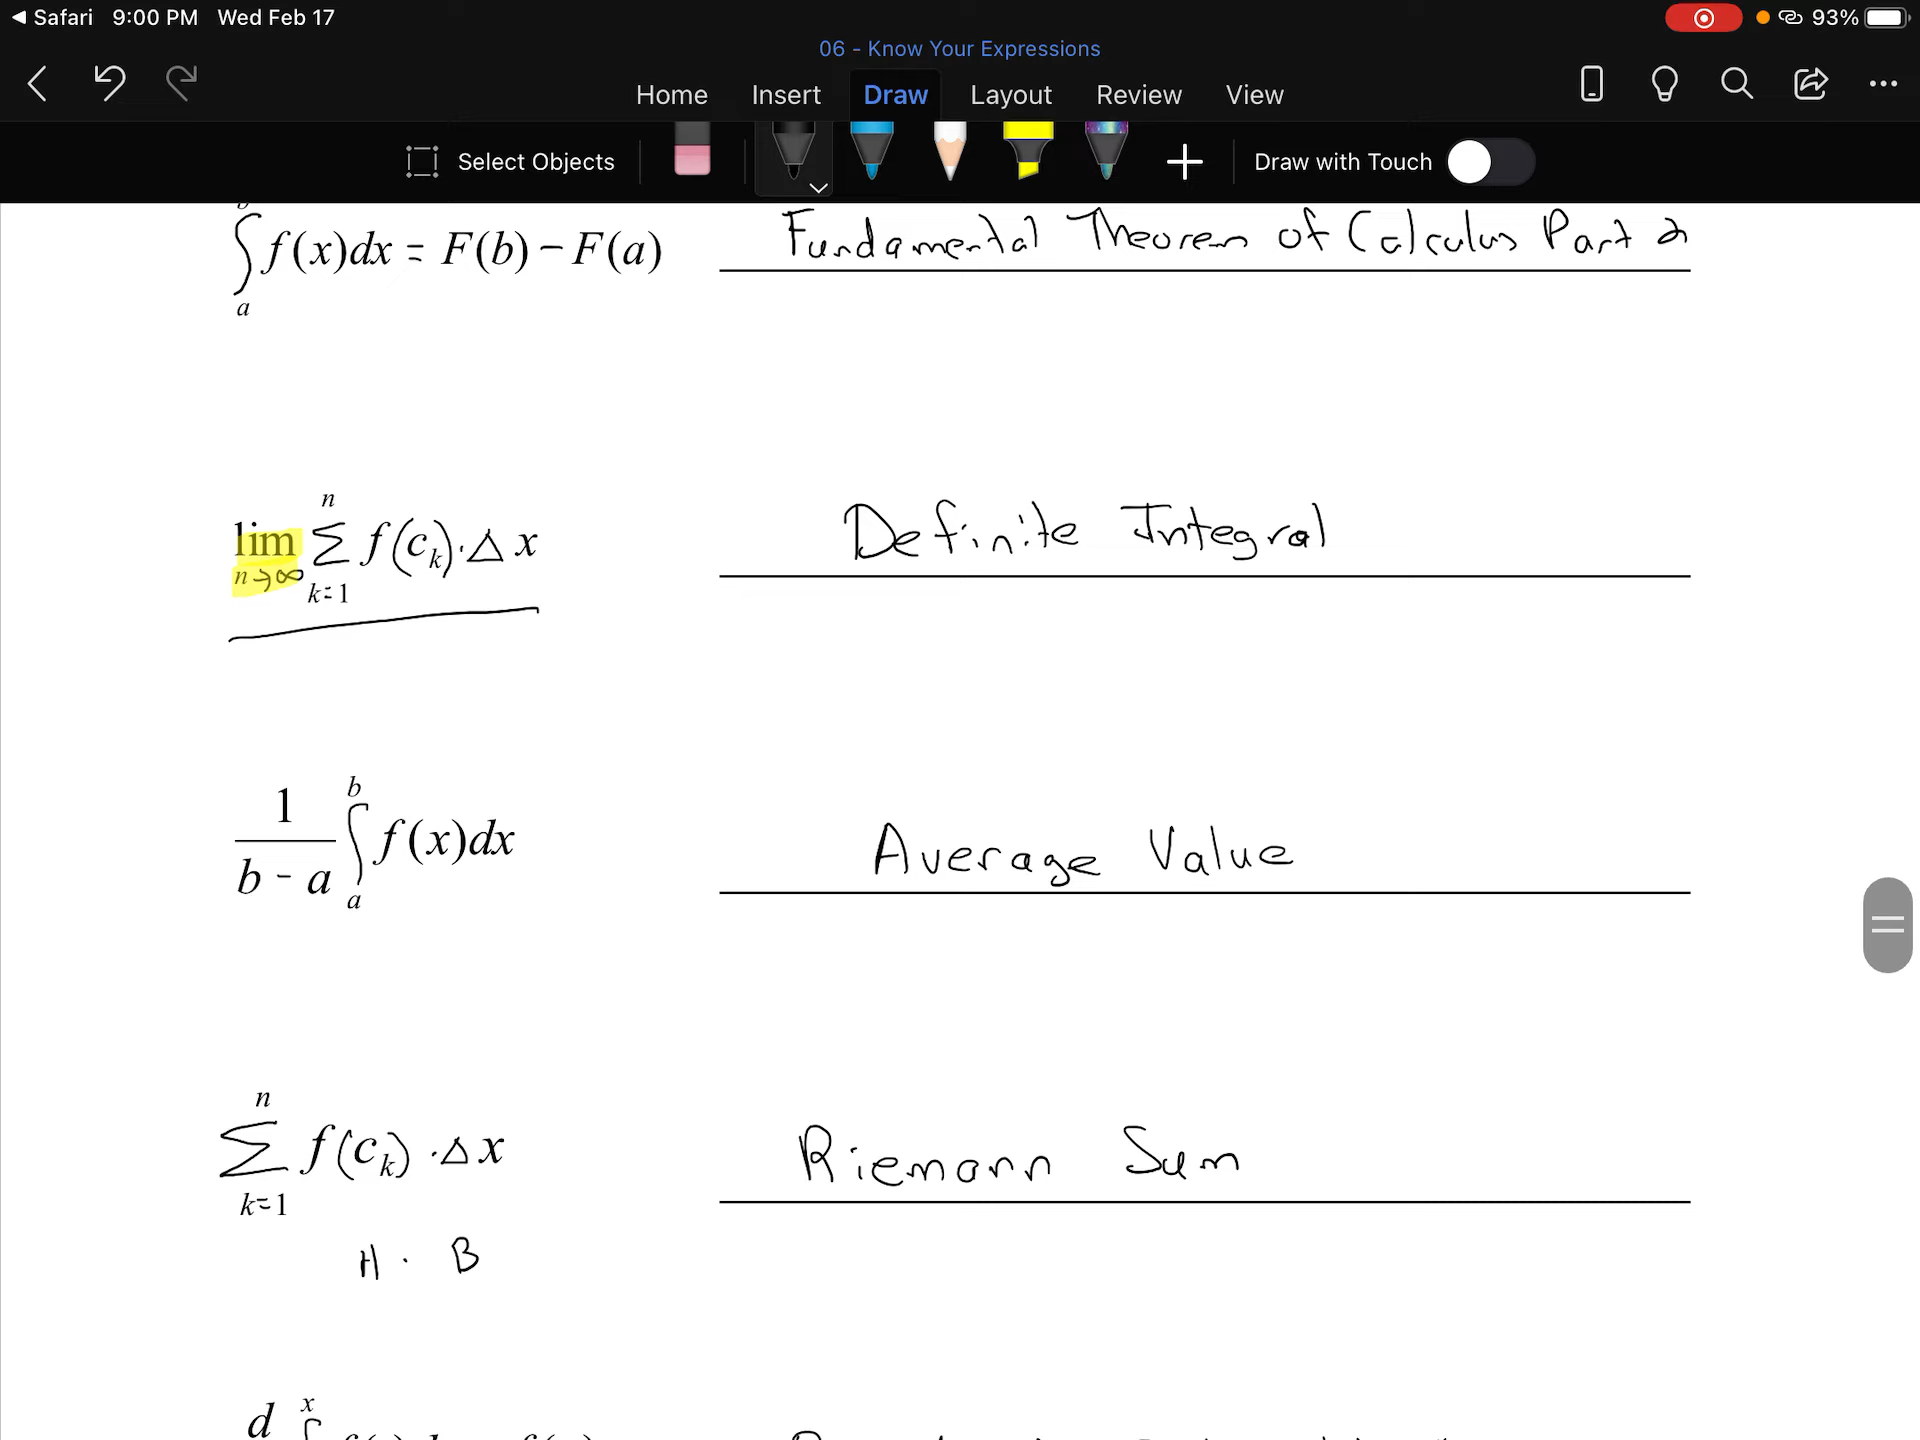 Safari 9:00 PM Wed Feb 17 93%
06 - Know Your Expressions
Home Insert Draw Layout Review View
Select Objects Draw with Touch
∫ₐ f(x)dx = F(b) − F(a) Fundamental Theorem of Calculus Part 2
lim n→∞ n Σ k=1 f(cₖ)·Δx Definite Integral
1/(b - a) ∫ₐᵇ f(x)dx Average Value
n Σ k=1 f(cₖ)·Δx Riemann Sum
H · B
d x